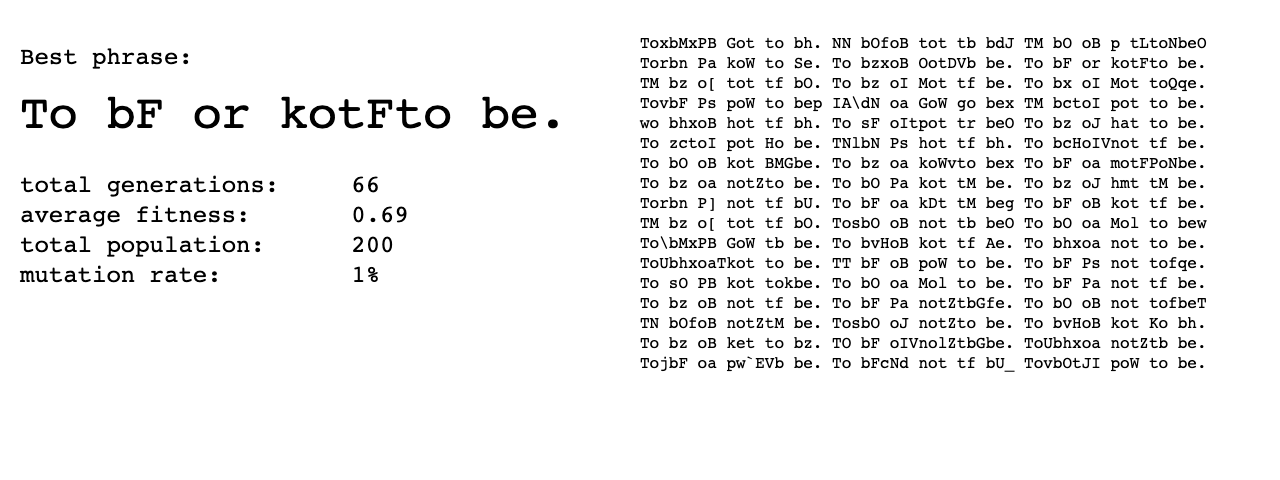 Best phrase:
To bF or kotFto be.
total generations: 66
average fitness: 0.69
total population: 200
mutation rate: 1%
ToxbMxPB Got to bh. NN bOfoB tot tb bdJ TM bO oB p tLtoNbeO
Torbn Pa koW to Se. To bzxoB OotDVb be. To bF or kotFto be.
TM bz o[ tot tf bO. To bz oI Mot tf be. To bx oI Mot toQqe.
TovbF Ps poW to bep IA\dN oa GoW go bex TM bctoI pot to be.
wo bhxoB hot tf bh. To sF oItpot tr beO To bz oJ hat to be.
To zctoI pot Ho be. TNlbN Ps hot tf bh. To bcHoIVnot tf be.
To bO oB kot BMGbe. To bz oa koWvto bex To bF oa motFPoNbe.
To bz oa notZto be. To bO Pa kot tM be. To bz oJ hmt tM be.
Torbn P] not tf bU. To bF oa kDt tM beg To bF oB kot tf be.
TM bz o[ tot tf bO. TosbO oB not tb beO To bO oa Mol to bew
To\bMxPB GoW tb be. To bvHoB kot tf Ae. To bhxoa not to be.
ToUbhxoaTkot to be. TT bF oB poW to be. To bF Ps not tofqe.
To sO PB kot tokbe. To bO oa Mol to be. To bF Pa not tf be.
To bz oB not tf be. To bF Pa notZtbGfe. To bO oB not tofbeT
TN bOfoB notZtM be. TosbO oJ notZto be. To bvHoB kot Ko bh.
To bz oB ket to bz. TO bF oIVnolZtbGbe. ToUbhxoa notZtb be.
TojbF oa pw`EVb be. To bFcNd not tf bU_ TovbOtJI poW to be.